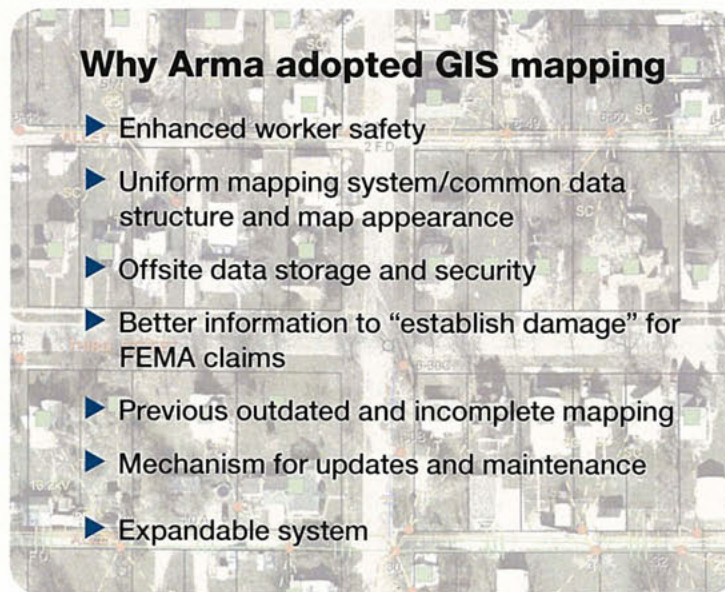 Why Arma adopted GIS mapping
▶ Enhanced worker safety
▶ Uniform mapping system/common data
structure and map appearance
▶ Offsite data storage and security
▶ Better information to “establish damage” for
FEMA claims
▶ Previous outdated and incomplete mapping
▶ Mechanism for updates and maintenance
▶ Expandable system